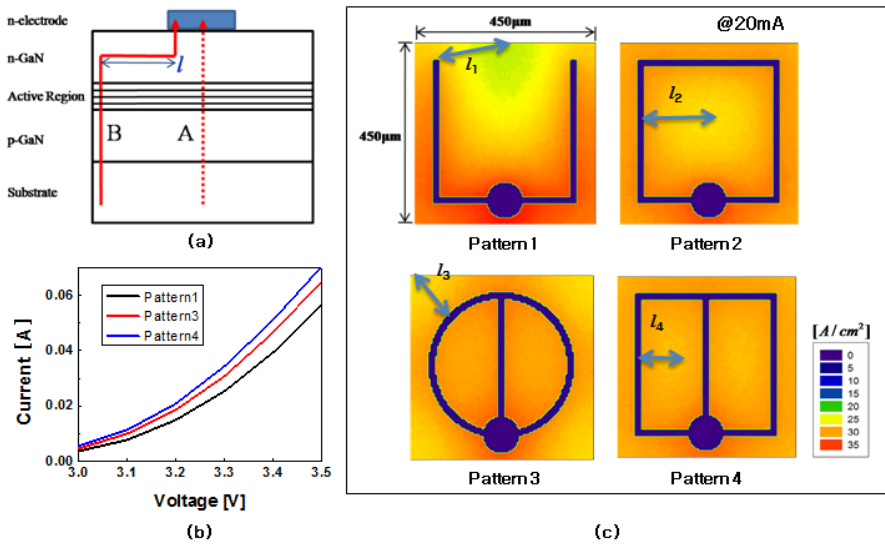 n-electrode
n-GaN
l
Active Region
B
A
p-GaN
Substrate
(a)
Pattern1
Pattern3
Pattern4
Current [ A]
0.06
0.04
0.02
0.00
3.0 3.1 3.2 3.3 3.4 3.5
Voltage [V]
(b)
450μm
@20mA
450μm
l1
l2
Pattern 1
Pattern 2
l3
l4
Pattern 3
Pattern 4
[A / cm²]
0
5
10
15
20
25
30
35
(c)